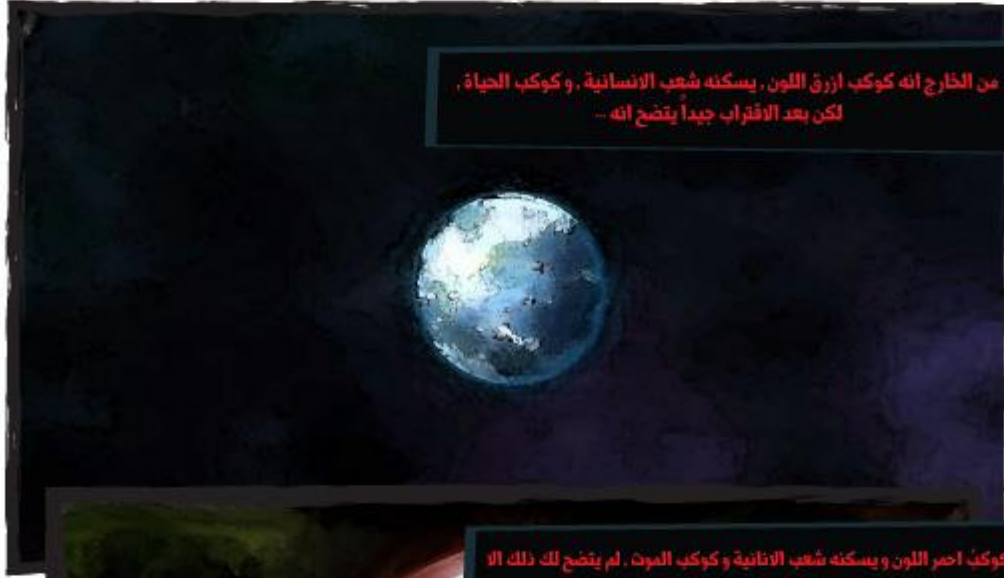 من الخارج انه كوكب ازرق اللون , يسكنه شعب الانسانية , و كوكب الحياة ,
لكن بعد الاقتراب جيداً يتضح انه ...
كوكبُ احمر اللون و يسكنه شعب الانانية و كوكب الموت , لم يتضح لك ذلك الا